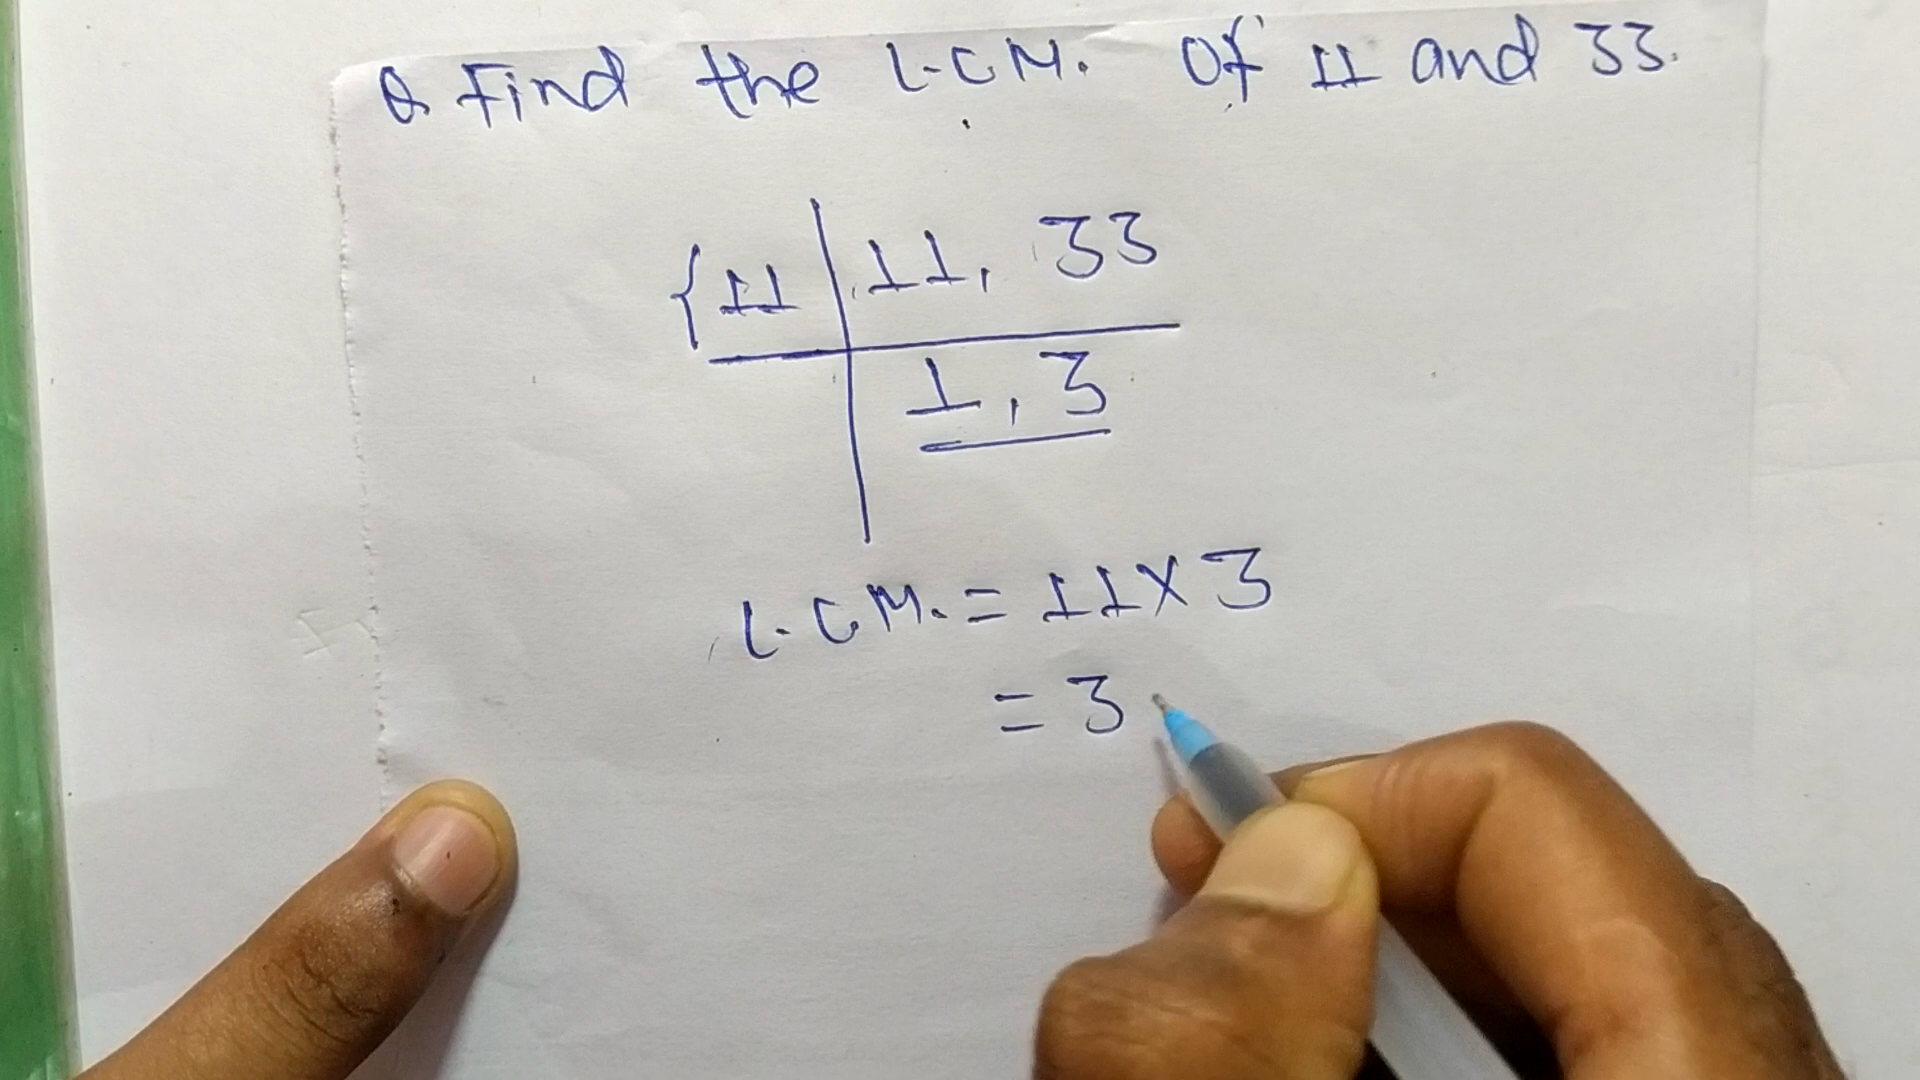 Q. Find the L.C.M. Of 11 and 33.
{11 | 11, 33
1, 3
L.C.M. = 11 X 3
= 3